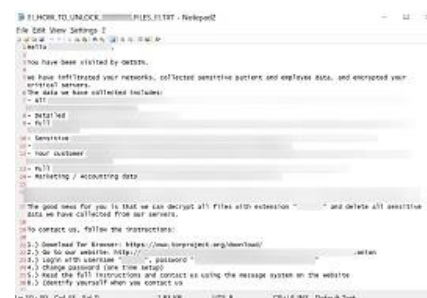 FILES_FI.TXT - Notepad2
File Edit View Settings ?
Hello
You have been visited by
We have infiltrated your networks, collected sensitive patient and employee data, and encrypted your
critical servers.
The data we have collected includes:
- All
- Detailed
- Full
- Sensitive
-
- Your customer
- Full
- Marketing / Accounting data
The good news for you is that we can decrypt all files with extension " " and delete all sensitive
data we have collected from our servers.
To contact us, follow the instructions:
1.) Download Tor Browser: https://www.torproject.org/download/
2.) Go to our website: http:// .onion
3.) Login with username " ", password "
4.) Change password (one time setup)
5.) Read the full instructions and contact us using the message system on the website
6.) Identify yourself when you contact us